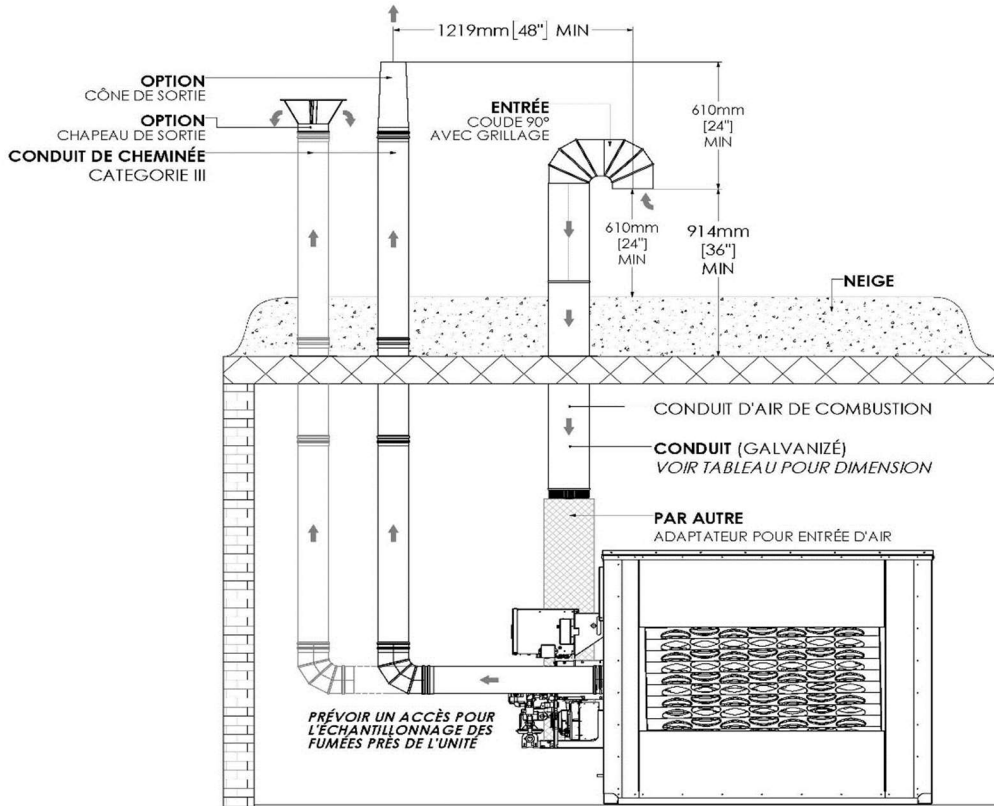 1219mm [48"] MIN
OPTION
CÔNE DE SORTIE
OPTION
CHAPEAU DE SORTIE
CONDUIT DE CHEMINÉE
CATEGORIE III
ENTRÉE
COUDE 90°
AVEC GRILLAGE
610mm
[24"]
MIN
610mm
[24"]
MIN
914mm
[36"]
MIN
NEIGE
CONDUIT D'AIR DE COMBUSTION
CONDUIT (GALVANIZÉ)
VOIR TABLEAU POUR DIMENSION
PAR AUTRE
ADAPTATEUR POUR ENTRÉE D'AIR
PRÉVOIR UN ACCÈS POUR
L'ÉCHANTILLONNAGE DES
FUMÉES PRÈS DE L'UNITÉ